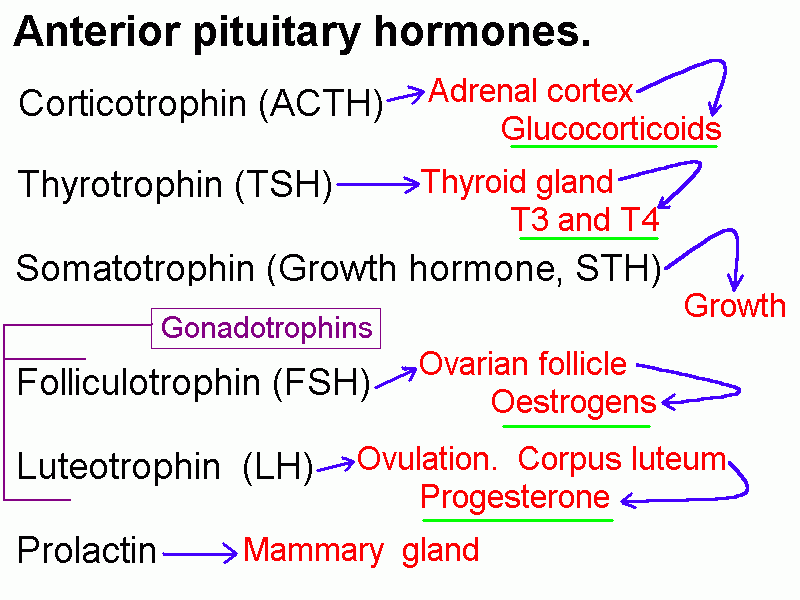 Anterior pituitary hormones.
Corticotrophin (ACTH) Adrenal cortex
Glucocorticoids
Thyrotrophin (TSH) Thyroid gland
T3 and T4
Somatotrophin (Growth hormone, STH)
Growth
Gonadotrophins
Folliculotrophin (FSH) Ovarian follicle
Oestrogens
Luteotrophin (LH) Ovulation. Corpus luteum
Progesterone
Prolactin Mammary gland